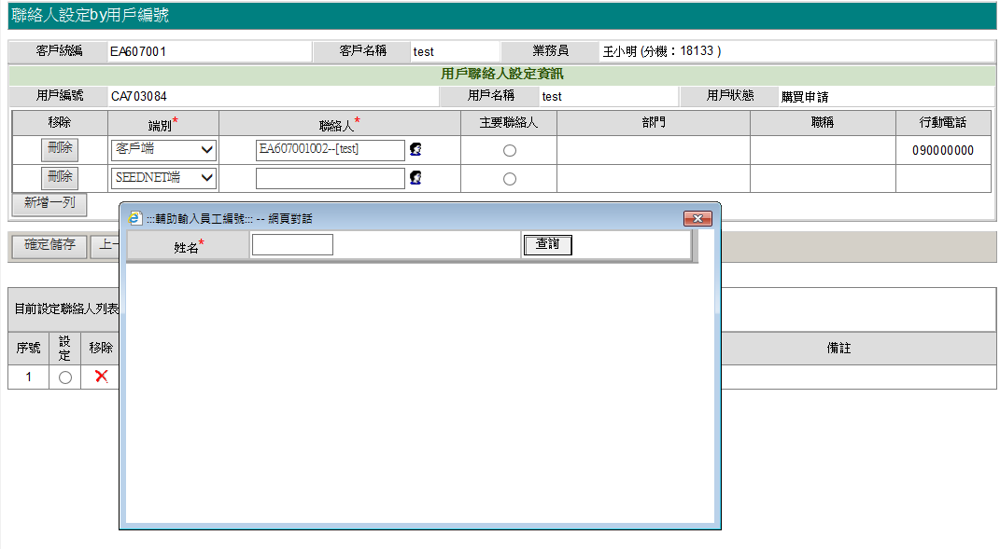 聯絡人設定by用戶編號
客戶統編 EA607001 客戶名稱 test 業務員 王小明 (分機：18133 )
用戶聯絡人設定資訊
用戶編號 CA703084 用戶名稱 test 用戶狀態 購買申請
移除 端別* 聯絡人* 主要聯絡人 部門 職稱 行動電話
刪除 客戶端 EA607001002--[test] 090000000
刪除 SEEDNET端
新增一列
:::輔助輸入員工編號::: -- 網頁對話
姓名* 查詢
確定儲存 上一
目前設定聯絡人列表
序號 設定 移除 備註
1